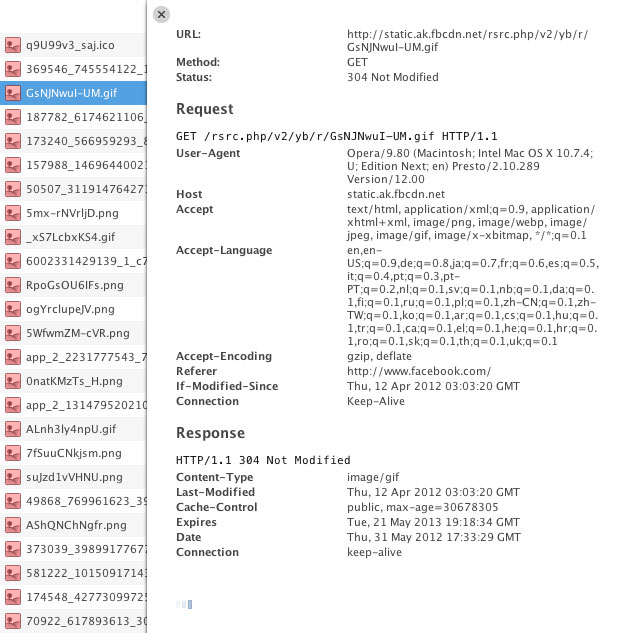 q9U99v3_saj.ico
369546_745554122_1
GsNJNwuI-UM.gif
187782_6174621106_
173240_566959293_8
157988_1469644002
50507_31191476427
5mx-rNVrIjD.png
_xS7LcbxKS4.gif
6002331429139_1_c7
RpoGsOU6IFs.png
ogYrcIupeJV.png
5WfwmZM-cVR.png
app_2_2231777543_7
0natKMzTs_H.png
app_2_131479520210
ALnh3ly4npU.gif
7fSuuCNkjsm.png
suJzd1vVHNU.png
49868_769961623_39
AShQNChNgfr.png
373039_39899177677
581222_10150917143
174548_42773099725
70922_617893613_30
URL: http://static.ak.fbcdn.net/rsrc.php/v2/yb/r/
GsNJNwuI-UM.gif
Method: GET
Status: 304 Not Modified
Request
GET /rsrc.php/v2/yb/r/GsNJNwuI-UM.gif HTTP/1.1
User-Agent Opera/9.80 (Macintosh; Intel Mac OS X 10.7.4;
U; Edition Next; en) Presto/2.10.289
Version/12.00
Host static.ak.fbcdn.net
Accept text/html, application/xml;q=0.9, application/
xhtml+xml, image/png, image/webp, image/
jpeg, image/gif, image/x-xbitmap, */*;q=0.1
Accept-Language en,en-
US;q=0.9,de;q=0.8,ja;q=0.7,fr;q=0.6,es;q=0.5,
it;q=0.4,pt;q=0.3,pt-
PT;q=0.2,nl;q=0.1,sv;q=0.1,nb;q=0.1,da;q=0.
1,fi;q=0.1,ru;q=0.1,pl;q=0.1,zh-CN;q=0.1,zh-
TW;q=0.1,ko;q=0.1,ar;q=0.1,cs;q=0.1,hu;q=0.
1,tr;q=0.1,ca;q=0.1,el;q=0.1,he;q=0.1,hr;q=0.
1,ro;q=0.1,sk;q=0.1,th;q=0.1,uk;q=0.1
Accept-Encoding gzip, deflate
Referer http://www.facebook.com/
If-Modified-Since Thu, 12 Apr 2012 03:03:20 GMT
Connection Keep-Alive
Response
HTTP/1.1 304 Not Modified
Content-Type image/gif
Last-Modified Thu, 12 Apr 2012 03:03:20 GMT
Cache-Control public, max-age=30678305
Expires Tue, 21 May 2013 19:18:34 GMT
Date Thu, 31 May 2012 17:33:29 GMT
Connection keep-alive